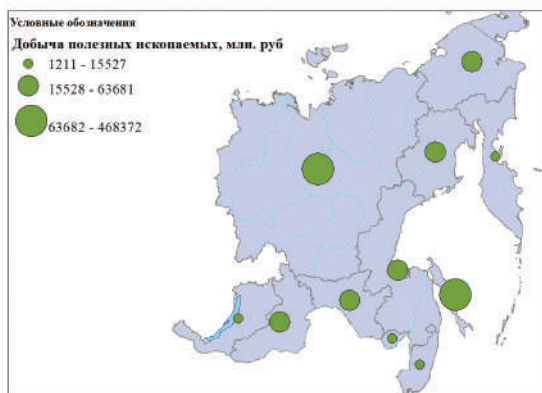 Условные обозначения
Добыча полезных ископаемых, млн. руб
1211 - 15527
15528 - 63681
63682 - 468372